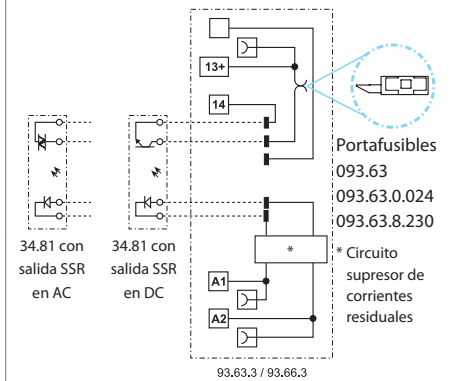 13+
14
Portafusibles
093.63
093.63.0.024
093.63.8.230
34.81 con
salida SSR
en AC
34.81 con
salida SSR
en DC
*
* Circuito
supresor de
corrientes
residuales
A1
A2
93.63.3 / 93.66.3